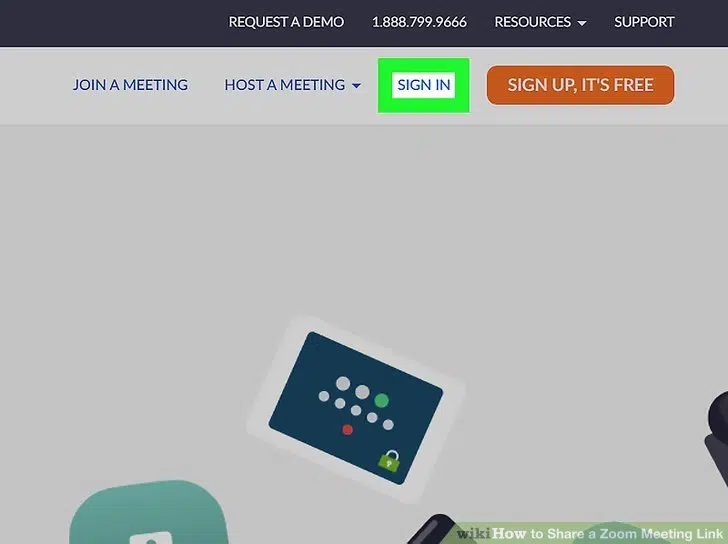 REQUEST A DEMO 1.888.799.9666 RESOURCES SUPPORT
JOIN A MEETING HOST A MEETING SIGN IN SIGN UP, IT'S FREE
wikiHow to Share a Zoom Meeting Link